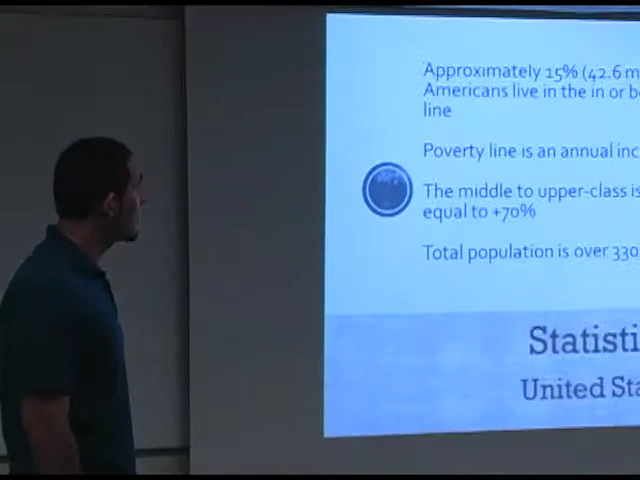 Approximately 15% (42.6 m
Americans live in the in or b
line
Poverty line is an annual inc
The middle to upper-class is
equal to +70%
Total population is over 330
Statisti
United Sta